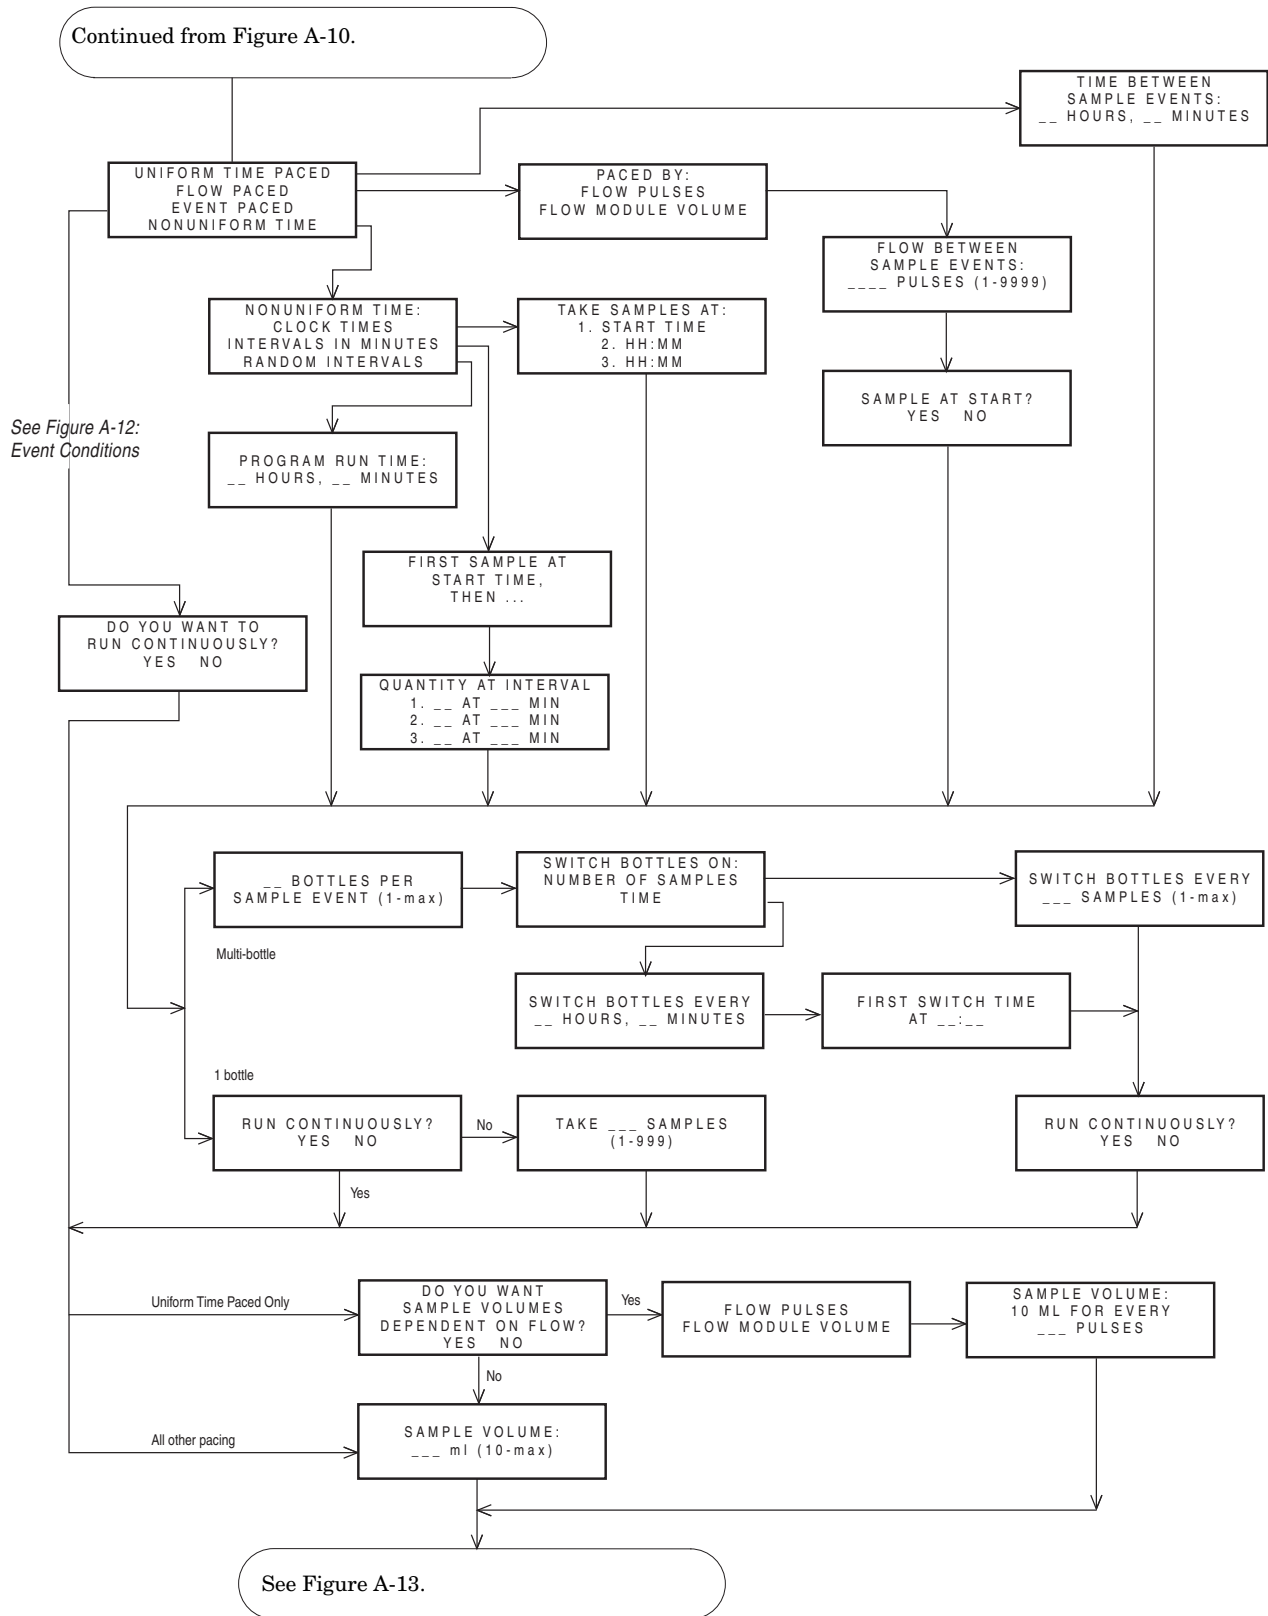 Continued from Figure A-10.
TIME BETWEEN
SAMPLE EVENTS:
__ HOURS, __ MINUTES
UNIFORM TIME PACED
FLOW PACED
EVENT PACED
NONUNIFORM TIME
PACED BY:
FLOW PULSES
FLOW MODULE VOLUME
FLOW BETWEEN
SAMPLE EVENTS:
____ PULSES (1-9999)
NONUNIFORM TIME:
CLOCK TIMES
INTERVALS IN MINUTES
RANDOM INTERVALS
TAKE SAMPLES AT:
1. START TIME
2. HH:MM
3. HH:MM
SAMPLE AT START?
YES NO
See Figure A-12:
Event Conditions
PROGRAM RUN TIME:
__ HOURS, __ MINUTES
FIRST SAMPLE AT
START TIME,
THEN ...
DO YOU WANT TO
RUN CONTINUOUSLY?
YES NO
QUANTITY AT INTERVAL
1. __ AT ___ MIN
2. __ AT ___ MIN
3. __ AT ___ MIN
__ BOTTLES PER
SAMPLE EVENT (1-max)
SWITCH BOTTLES ON:
NUMBER OF SAMPLES
TIME
SWITCH BOTTLES EVERY
___ SAMPLES (1-max)
Multi-bottle
SWITCH BOTTLES EVERY
__ HOURS, __ MINUTES
FIRST SWITCH TIME
AT __:__
1 bottle
RUN CONTINUOUSLY?
YES NO
No
TAKE ___ SAMPLES
(1-999)
RUN CONTINUOUSLY?
YES NO
Yes
Uniform Time Paced Only
DO YOU WANT
SAMPLE VOLUMES
DEPENDENT ON FLOW?
YES NO
Yes
FLOW PULSES
FLOW MODULE VOLUME
SAMPLE VOLUME:
10 ML FOR EVERY
___ PULSES
No
All other pacing
SAMPLE VOLUME:
___ ml (10-max)
See Figure A-13.